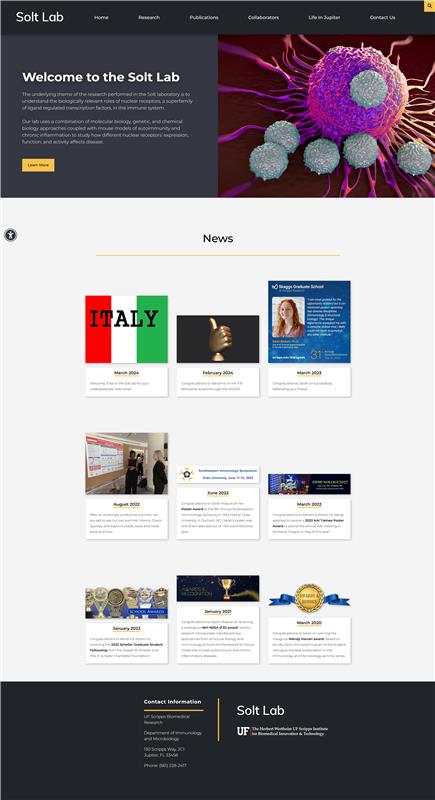 Solt Lab
Home
Research
Publications
Collaborators
Life In Jupiter
Contact Us
Welcome to the Solt Lab
The underlying theme of the research performed in the Solt laboratory is to
understand the biologically relevant roles of nuclear receptors, a superfamily
of ligand regulated transcription factors, in the immune system.
Our lab uses a combination of molecular biology, genetic, and chemical
biology approaches coupled with mouse models of autoimmunity and
chronic inflammation to study how different nuclear receptors' expression,
function, and activity affects disease.
Learn More
News
ITALY
Skaggs Graduate School
March 2024
Welcome, Elisa to the Solt lab for your
undergraduate internship!
February 2024
Congratulations to Adrianna on her F31
Fellowship award through the NIDDK!
March 2023
Congratulations, Sarah on successfully
defending your thesis!
August 2022
After an amazingly productive summer, we
are sad to see our two summer interns, Cheryl
Quenky and Kayla Kruzade, leave and head
back to school.
Southeastern Immunology Symposium
Duke University, June 11-12, 2022
June 2022
Congratulations to Sarah Mosure on her
Poster Award at the 9th Annual Southeastern
Immunology Symposium 2022 held at Duke
University in Durham, NC. Sarah's poster was
one of ten selected out of ~150 submitted this
year.
IMMUNOLOGY2022
March 2022
Congratulations to Adrianna Wilson of being
selected to receive a 2022 AAI Trainee Poster
Award to attend the annual AAI meeting in
Portland, Oregon in May of this year!
SCHOOL AWARDS
January 2022
Congratulations to Adrianna Wilson on
receiving the 2022 Scheller Graduate Student
Fellowship from the Joseph B. Scheller and
Rita P. Scheller Charitable Foundation!
AWARDS &
RECOGNITION
January 2021
Congratulations Sarah Mosure on receiving
a prestigious NIH NRSA (F31) award! Sarah's
research incorporates interdisciplinary
approaches from structural biology and
immunology to build the framework for future
medicines to treat autoimmune and chronic
inflammatory diseases.
AWARDS &
HONORS
March 2020
Congratulations to Sarah on winning the
inaugural Wendy Havran award. Based on
faculty input, the award is given to the student
who gave the best presentation of the
Immunology and Microbiology seminar series.
Contact Information
UF Scripps Biomedical
Research
Department of Immunology
and Microbiology
130 Scripps Way, 2C1
Jupiter, FL 33458
Phone: (561) 228-2417
Solt Lab
UF
The Herbert Wertheim UF Scripps Institute
for Biomedical Innovation & Technology